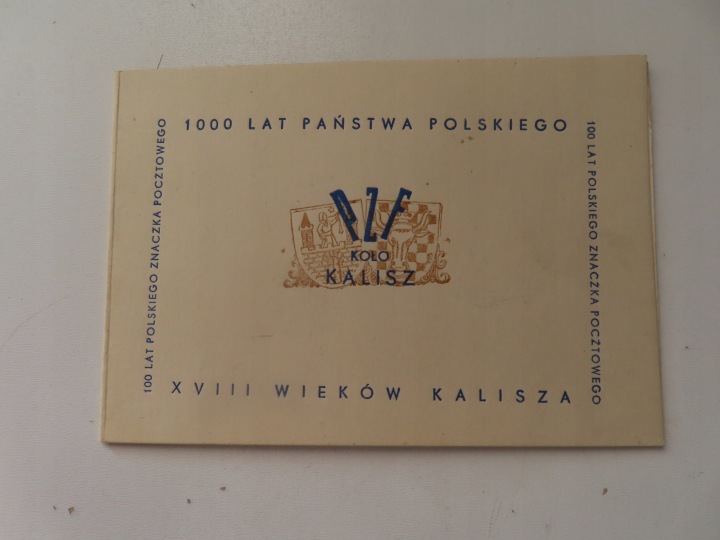 1000 LAT PAŃSTWA POLSKIEGO
100 LAT POLSKIEGO ZNACZKA POCZTOWEGO
PZF
KOŁO
KALISZ
100 LAT POLSKIEGO ZNACZKA POCZTOWEGO
XVIII WIEKÓW KALISZA